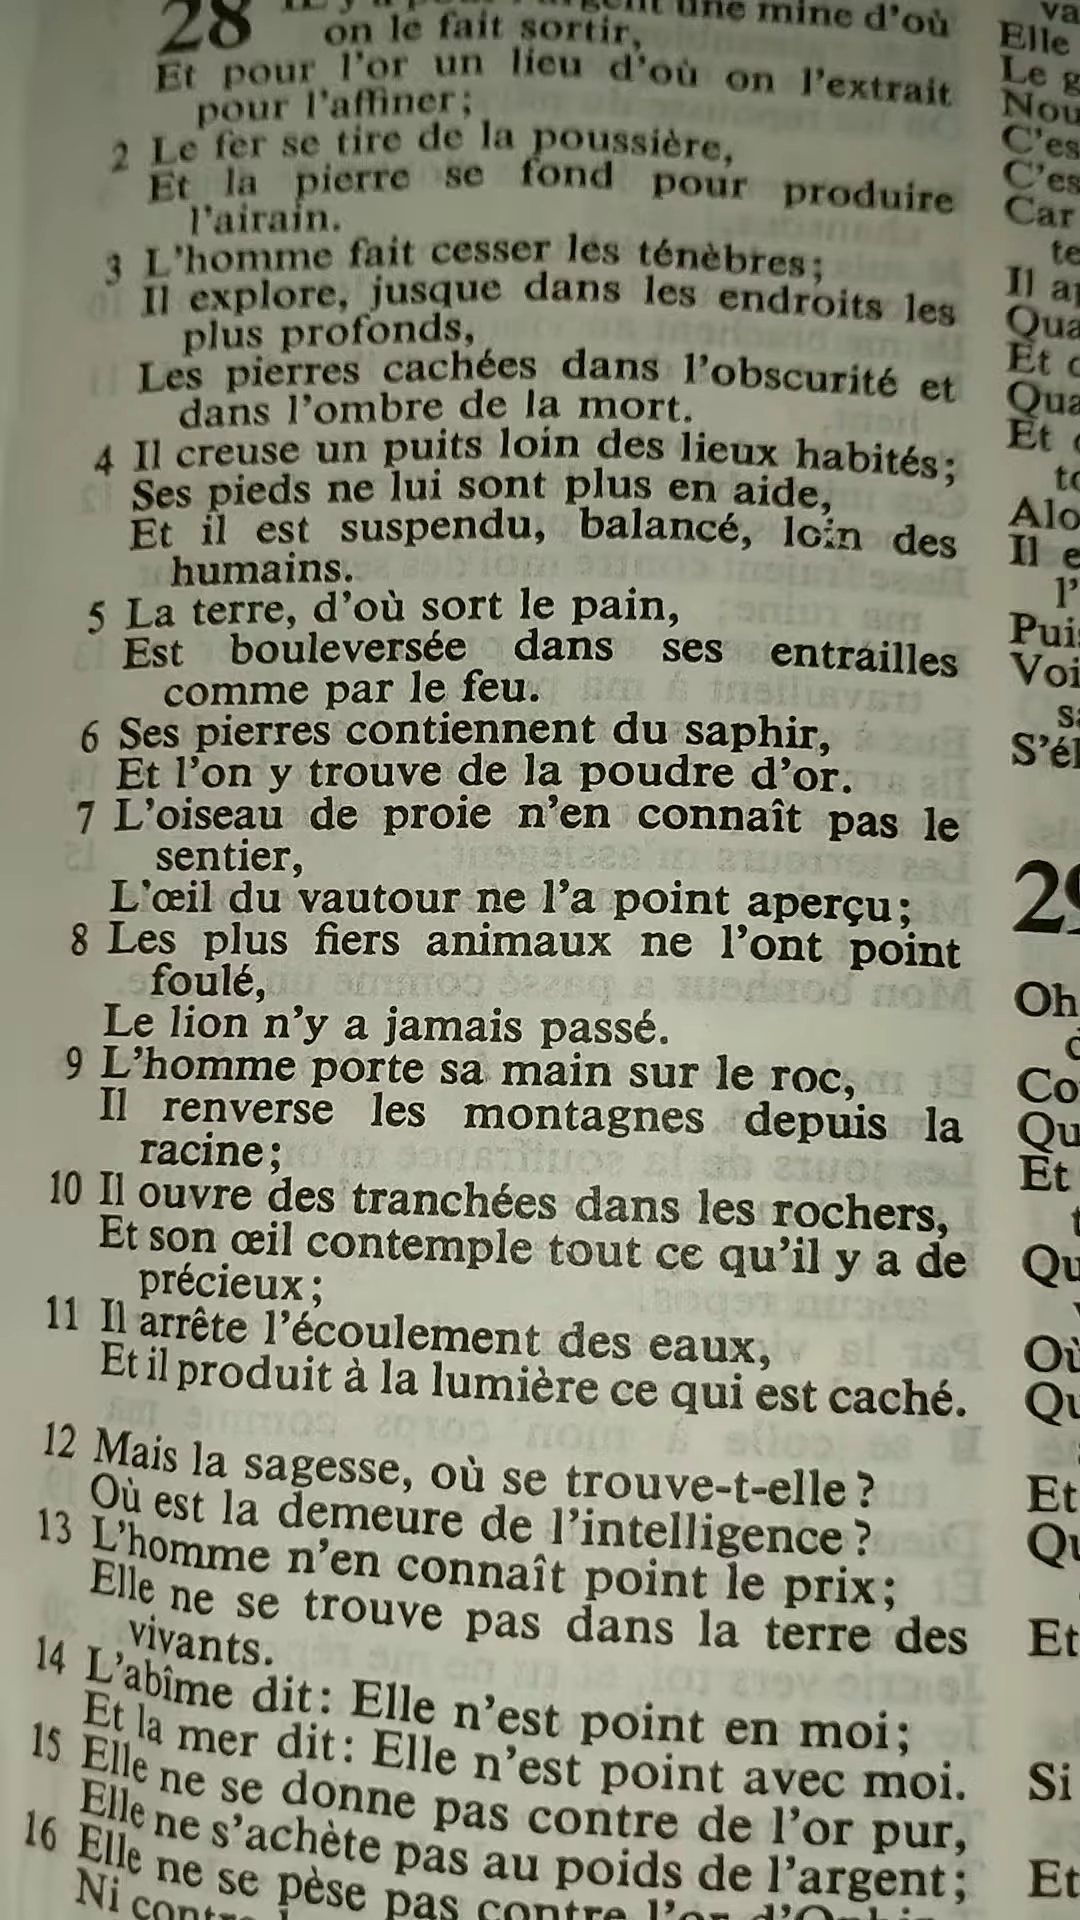 28 Il y a pour l'argent une mine d'où
on le fait sortir,
Et pour l'or un lieu d'où on l'extrait
pour l'affiner;
2 Le fer se tire de la poussière,
Et la pierre se fond pour produire
l'airain.
3 L'homme fait cesser les ténèbres;
Il explore, jusque dans les endroits les
plus profonds,
Les pierres cachées dans l'obscurité et
dans l'ombre de la mort.
4 Il creuse un puits loin des lieux habités;
Ses pieds ne lui sont plus en aide,
Et il est suspendu, balancé, loin des
humains.
5 La terre, d'où sort le pain,
Est bouleversée dans ses entrailles
comme par le feu.
6 Ses pierres contiennent du saphir,
Et l'on y trouve de la poudre d'or.
7 L'oiseau de proie n'en connaît pas le
sentier,
L'œil du vautour ne l'a point aperçu;
8 Les plus fiers animaux ne l'ont point
foulé,
Le lion n'y a jamais passé.
9 L'homme porte sa main sur le roc,
Il renverse les montagnes depuis la
racine;
10 Il ouvre des tranchées dans les rochers,
Et son œil contemple tout ce qu'il y a de
précieux;
11 Il arrête l'écoulement des eaux,
Et il produit à la lumière ce qui est caché.
12 Mais la sagesse, où se trouve-t-elle?
Où est la demeure de l'intelligence?
13 L'homme n'en connaît point le prix;
Elle ne se trouve pas dans la terre des
vivants.
14 L'abîme dit: Elle n'est point en moi;
Et la mer dit: Elle n'est point avec moi.
15 Elle ne se donne pas contre de l'or pur,
Elle ne s'achète pas au poids de l'argent;
16 Elle ne se pèse pas contre l'or d'Ophir,
Ni
Elle
Le
Car
Il
Et
Et
Il
S'él
Oh
Et
Où
Et
Et
Si
Et